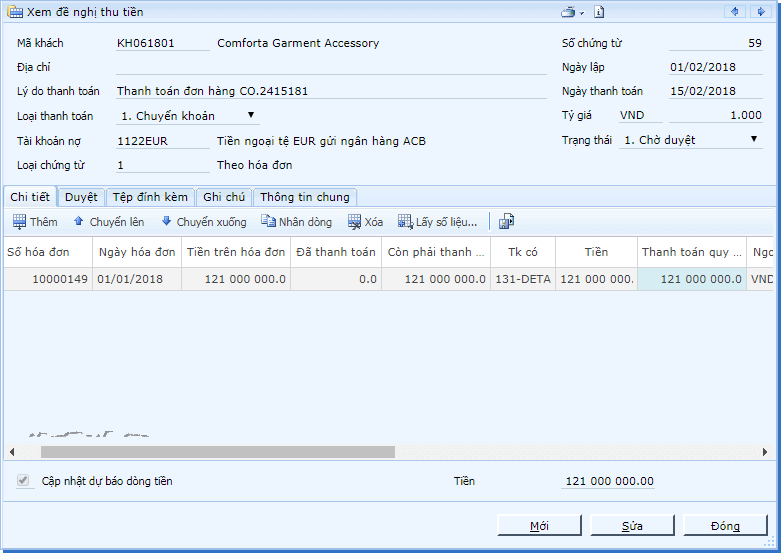 Xem đề nghị thu tiền
Mã khách KH061801 Comforta Garment Accessory Số chứng từ 59
Địa chỉ Ngày lập 01/02/2018
Lý do thanh toán Thanh toán đơn hàng CO.2415181 Ngày thanh toán 15/02/2018
Loại thanh toán 1. Chuyển khoản Tỷ giá VND 1.000
Tài khoản nợ 1122EUR Tiền ngoại tệ EUR gửi ngân hàng ACB Trạng thái 1. Chờ duyệt
Loại chứng từ 1 Theo hóa đơn
Chi tiết Duyệt Tệp đính kèm Ghi chú Thông tin chung
Thêm Chuyển lên Chuyển xuống Nhân dòng Xóa Lấy số liệu...
Số hóa đơn Ngày hóa đơn Tiền trên hóa đơn Đã thanh toán Còn phải thanh ... Tk có Tiền Thanh toán quy ... Ngo
10000149 01/01/2018 121 000 000.0 0.0 121 000 000.0 131-DETA 121 000 000. 121 000 000.0 VND
Cập nhật dự báo dòng tiền Tiền 121 000 000.00
Mới Sửa Đóng